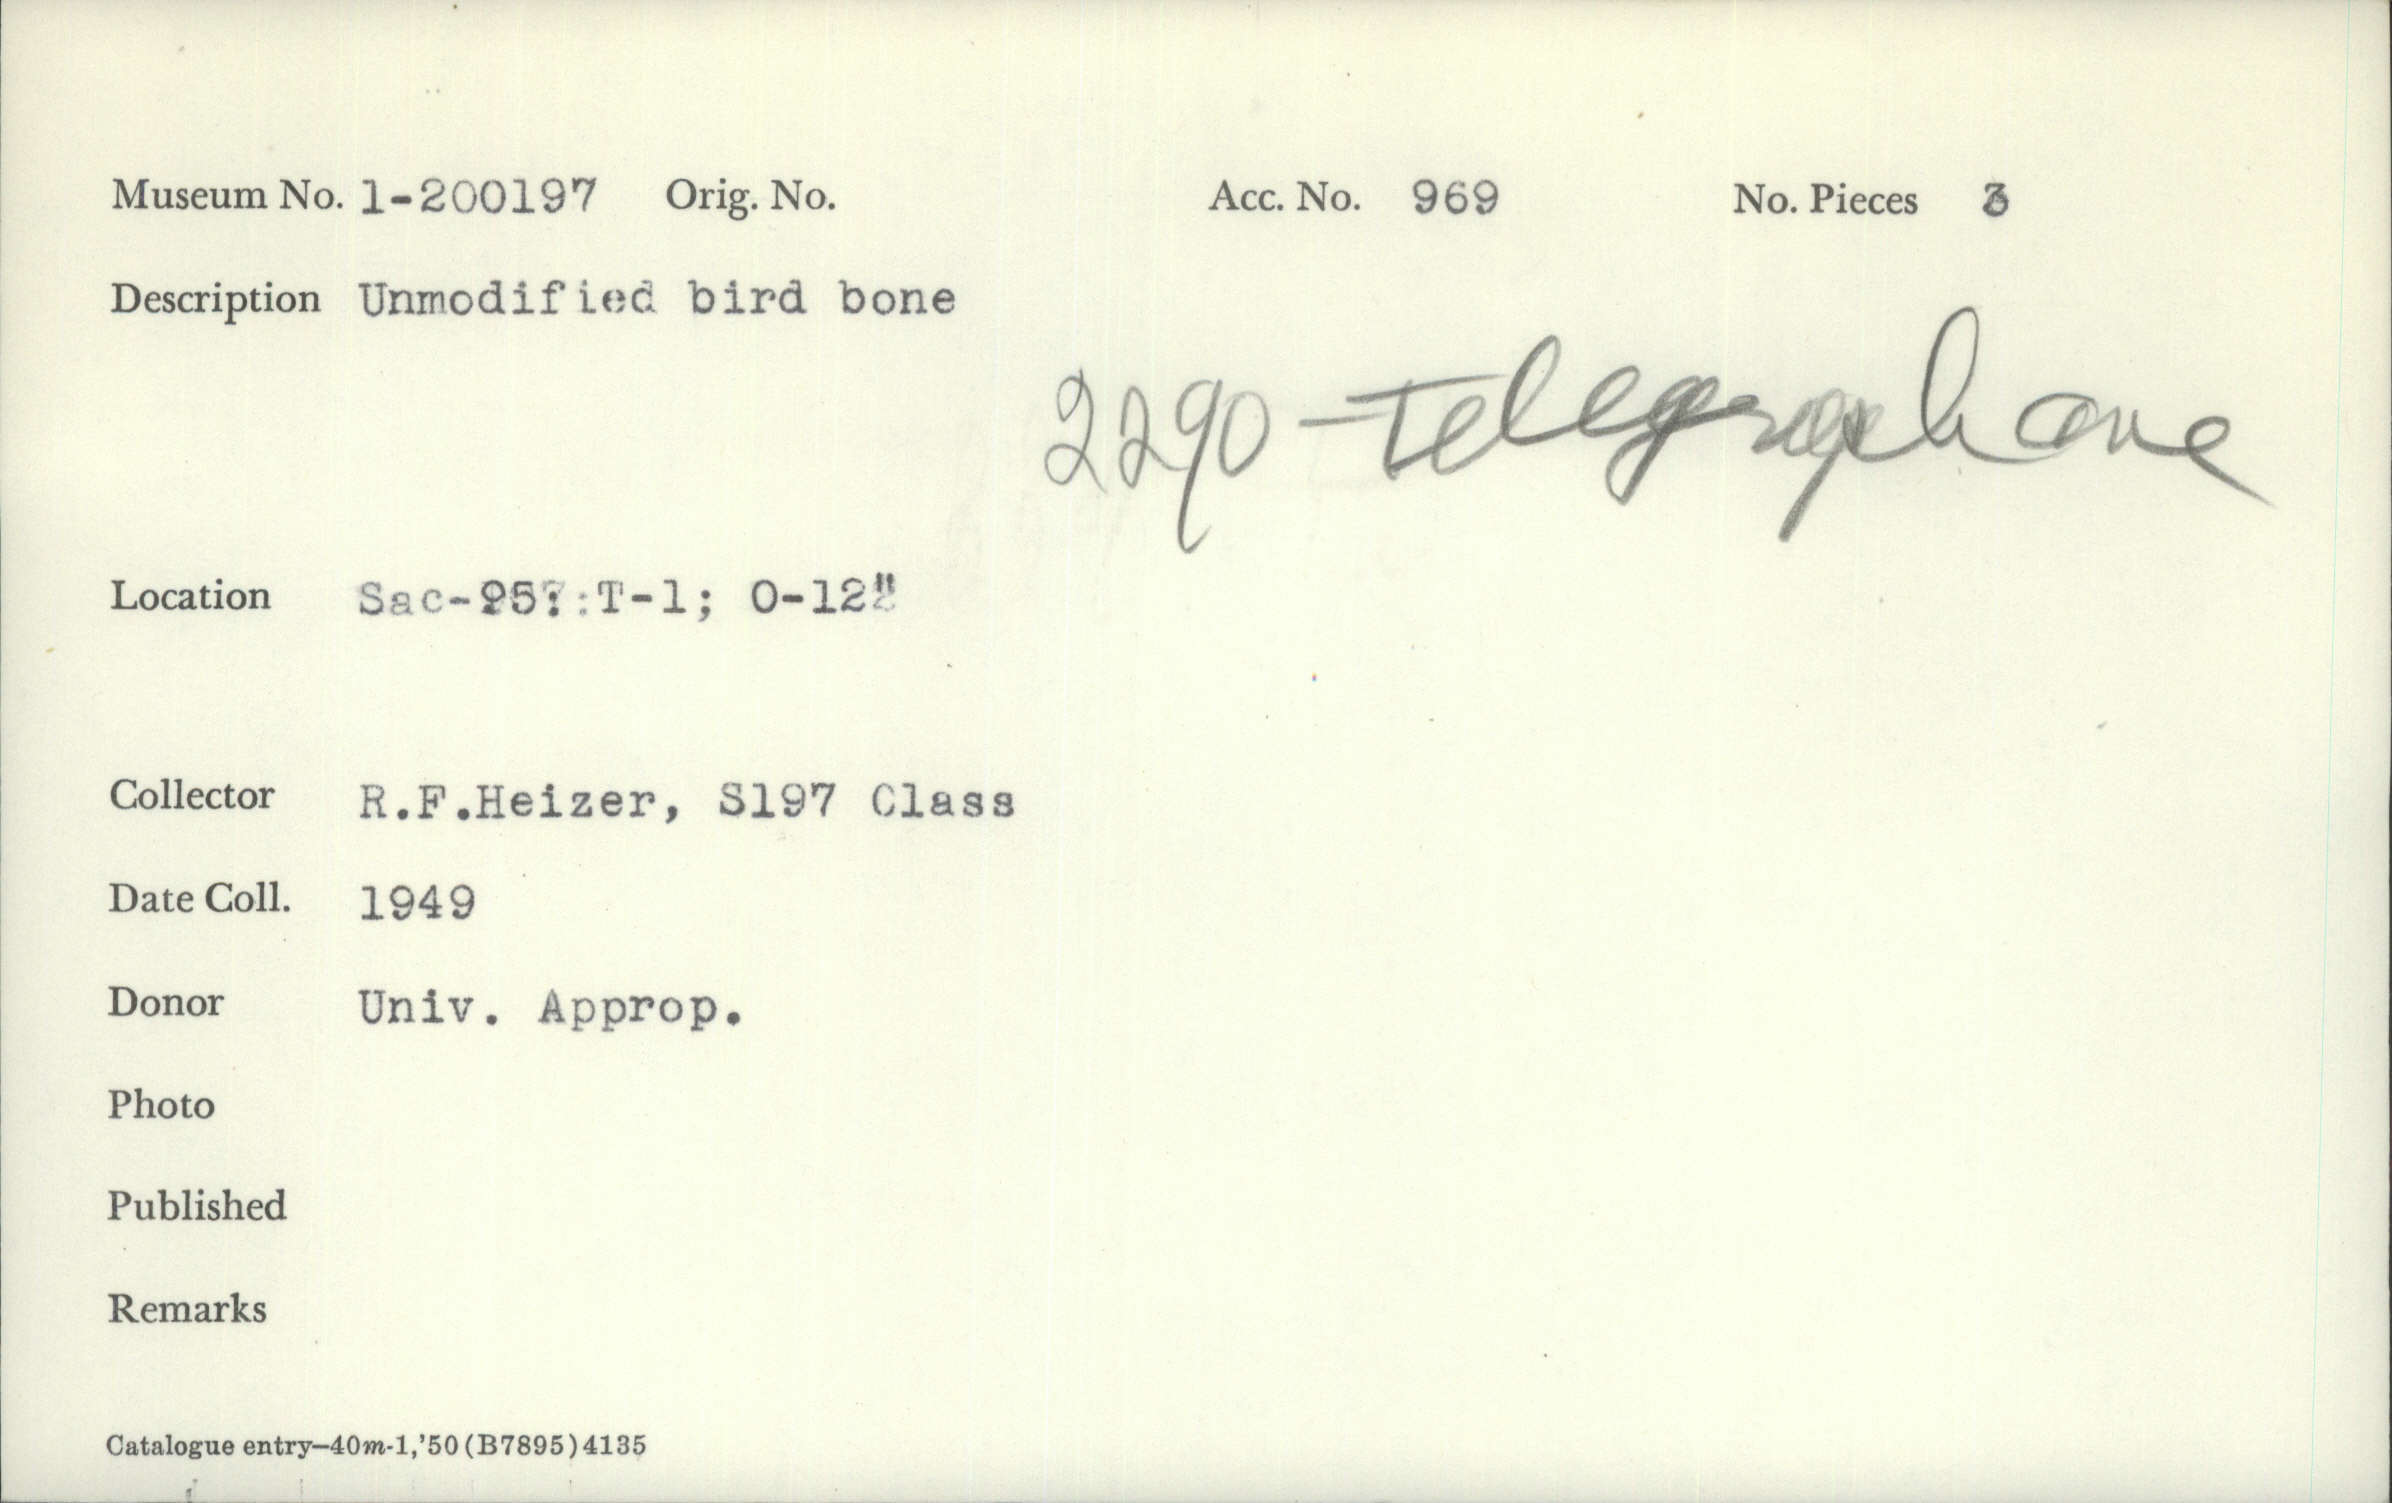 Museum No. 1-200197 Orig. No. Acc. No. 969 No. Pieces 3
Description Unmodified bird bone
2290 - Telegraph ave
Location Sac- : T-1; 0-12"
Collector R.F.Heizer, S197 Class
Date Coll. 1949
Donor Univ. Approp.
Photo
Published
Remarks
Catalogue entry—40m-1,'50 (B7895) 4135